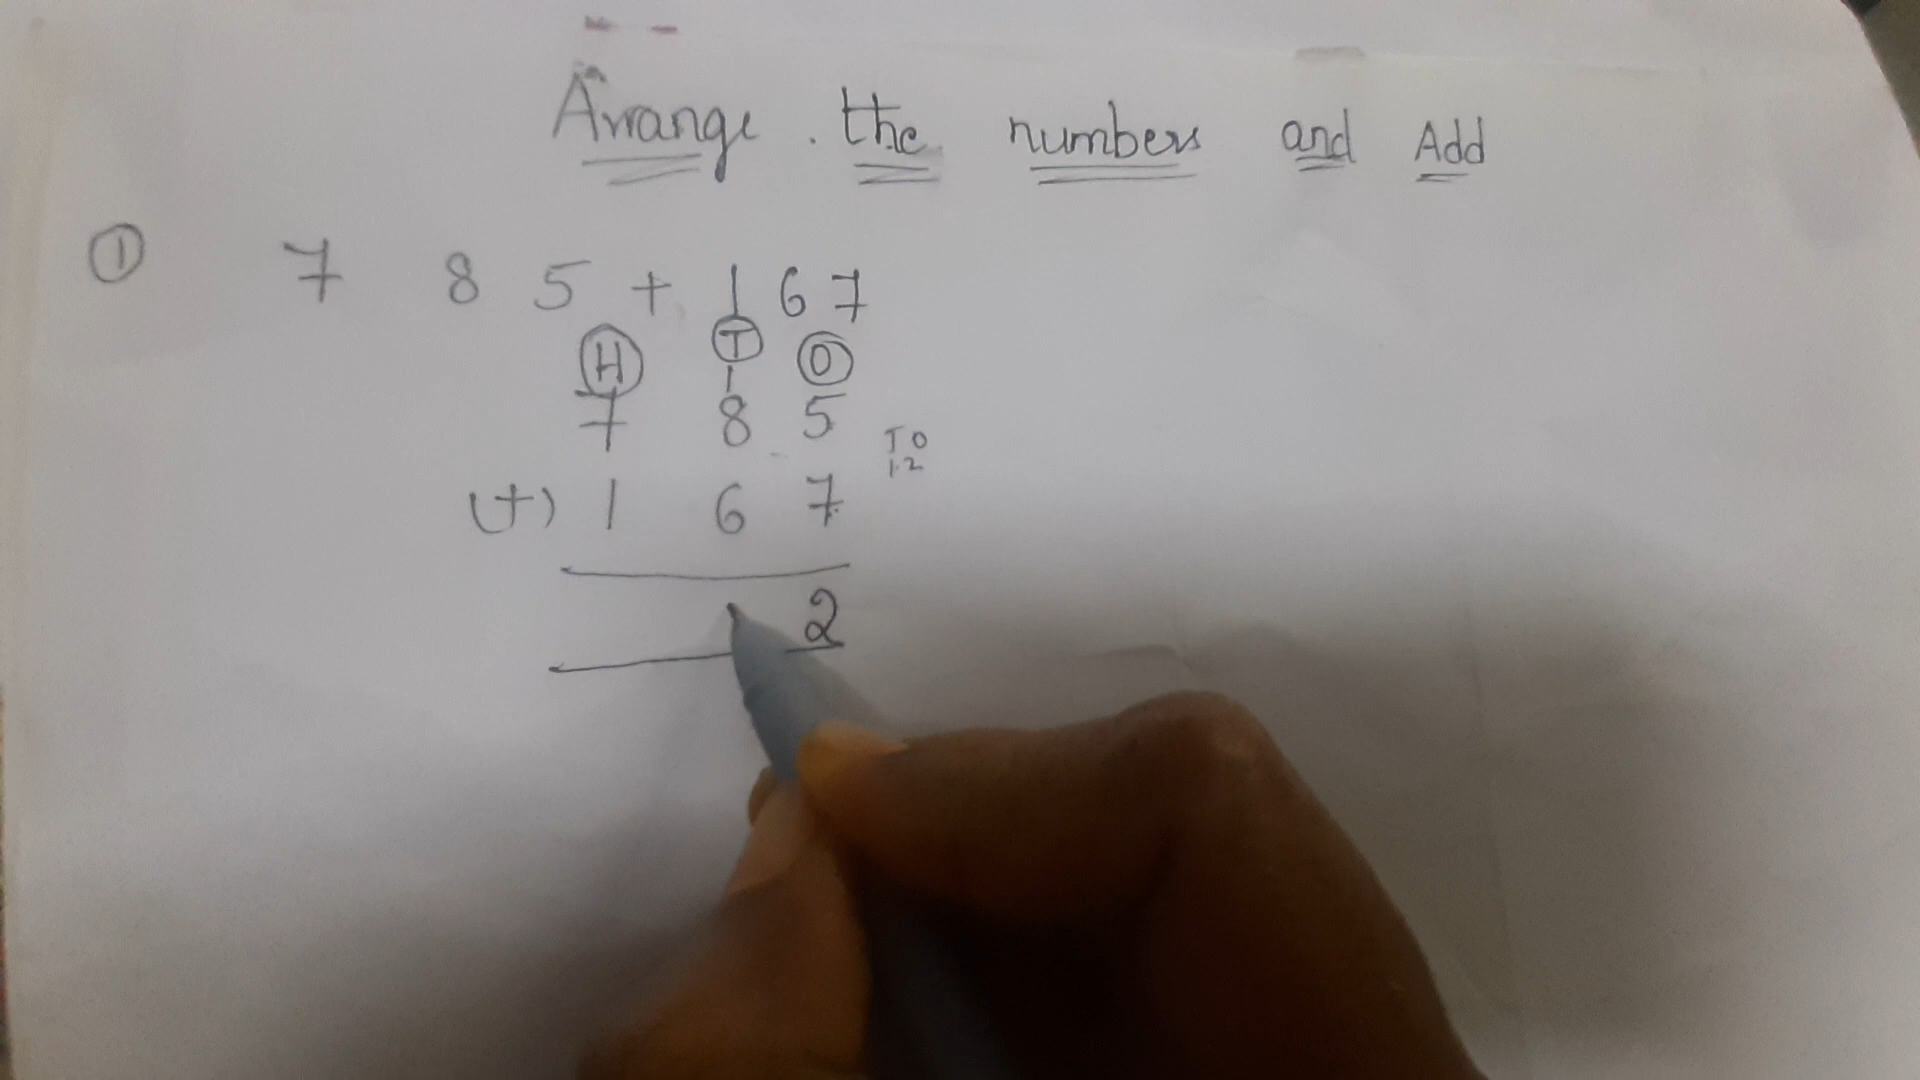 Arrange the numbers and Add
① 7 8 5 + 1 6 7
H T O
1
7 8 5
T O
1 2
(+) 1 6 7
2